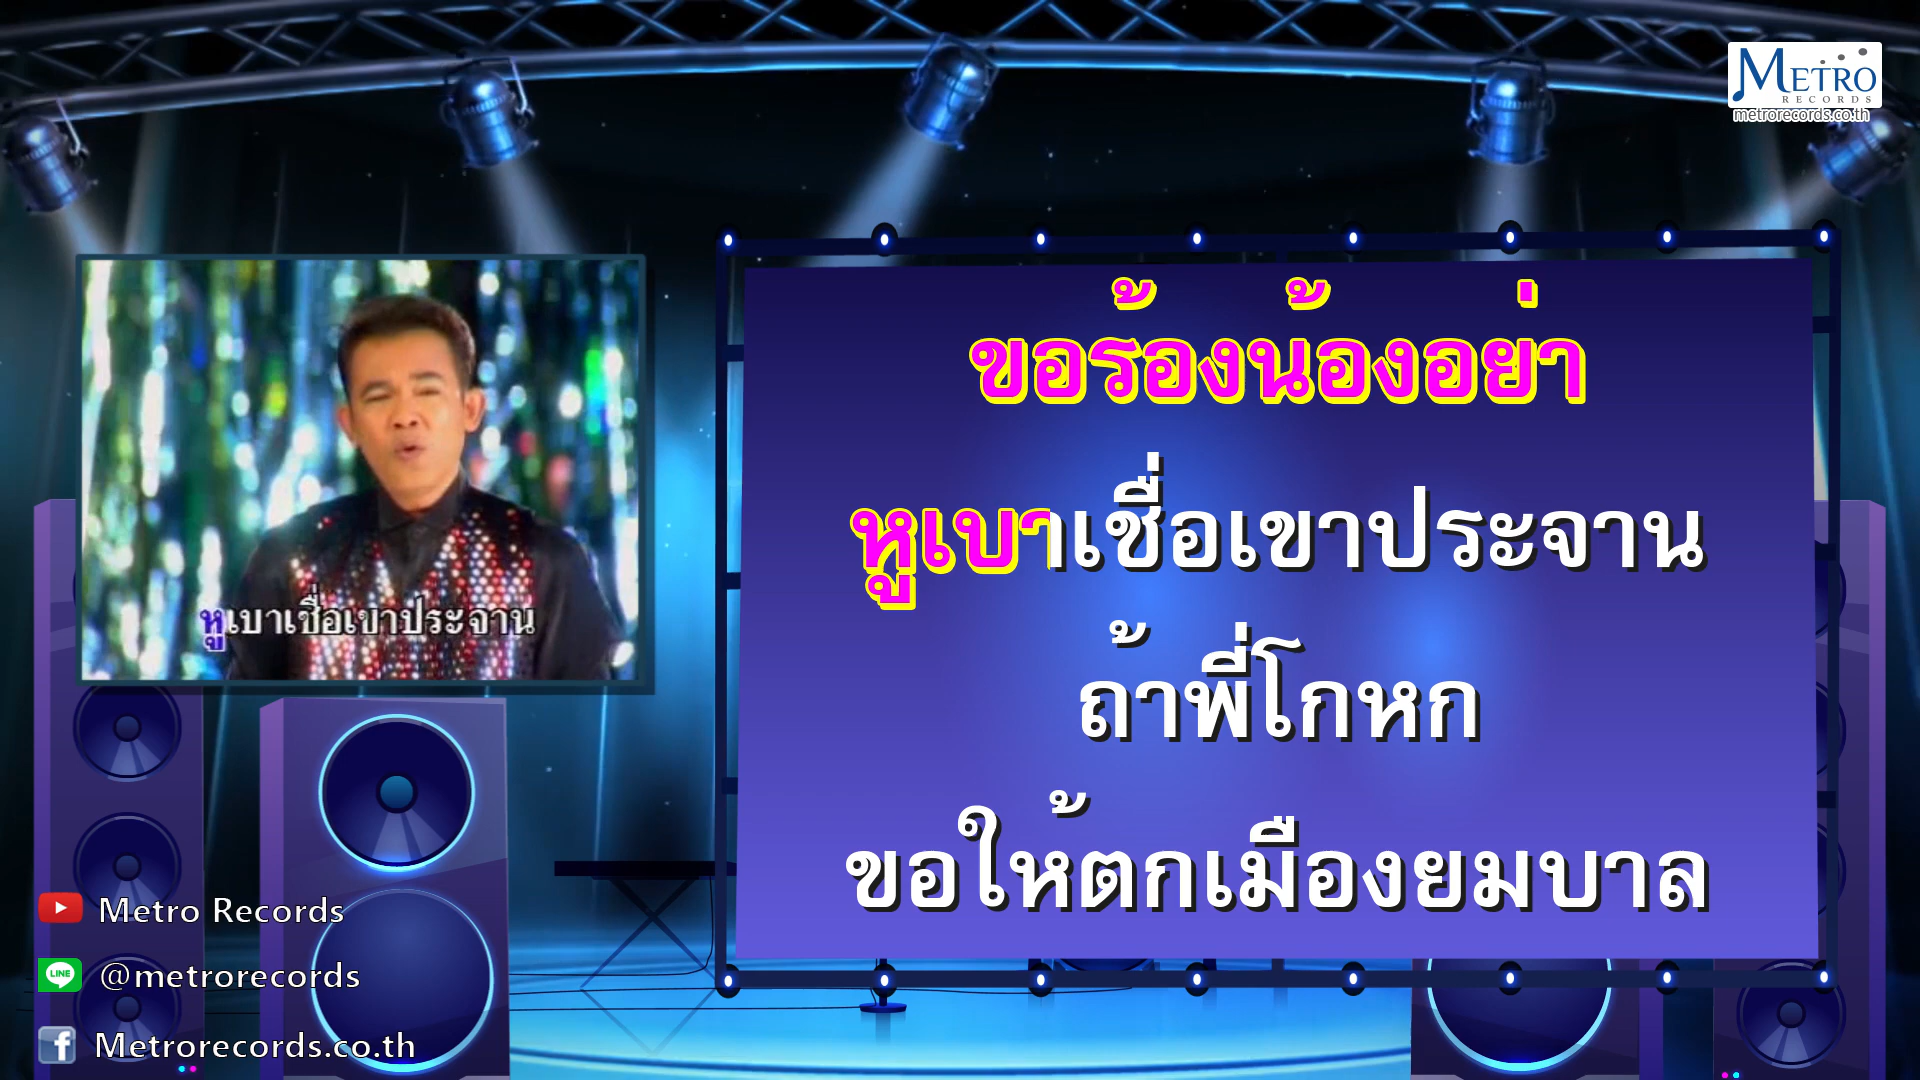 METRO
RECORDS
metrorecords.co.th
ขอร้องน้องอย่า
หูเบาเชื่อเขาประจาน
ถ้าพี่โกหก
ขอให้ตกเมืองยมบาล
หูเบาเชื่อเขาประจาน
Metro Records
LINE
@metrorecords
f
Metrorecords.co.th